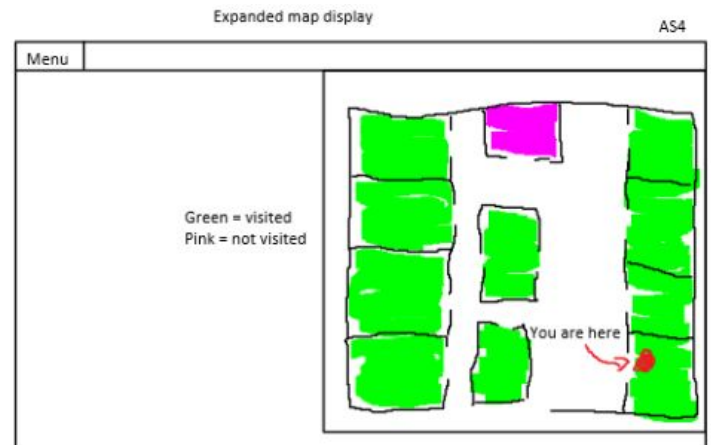 Expanded map display
AS4
Menu
Green = visited
Pink = not visited
You are here